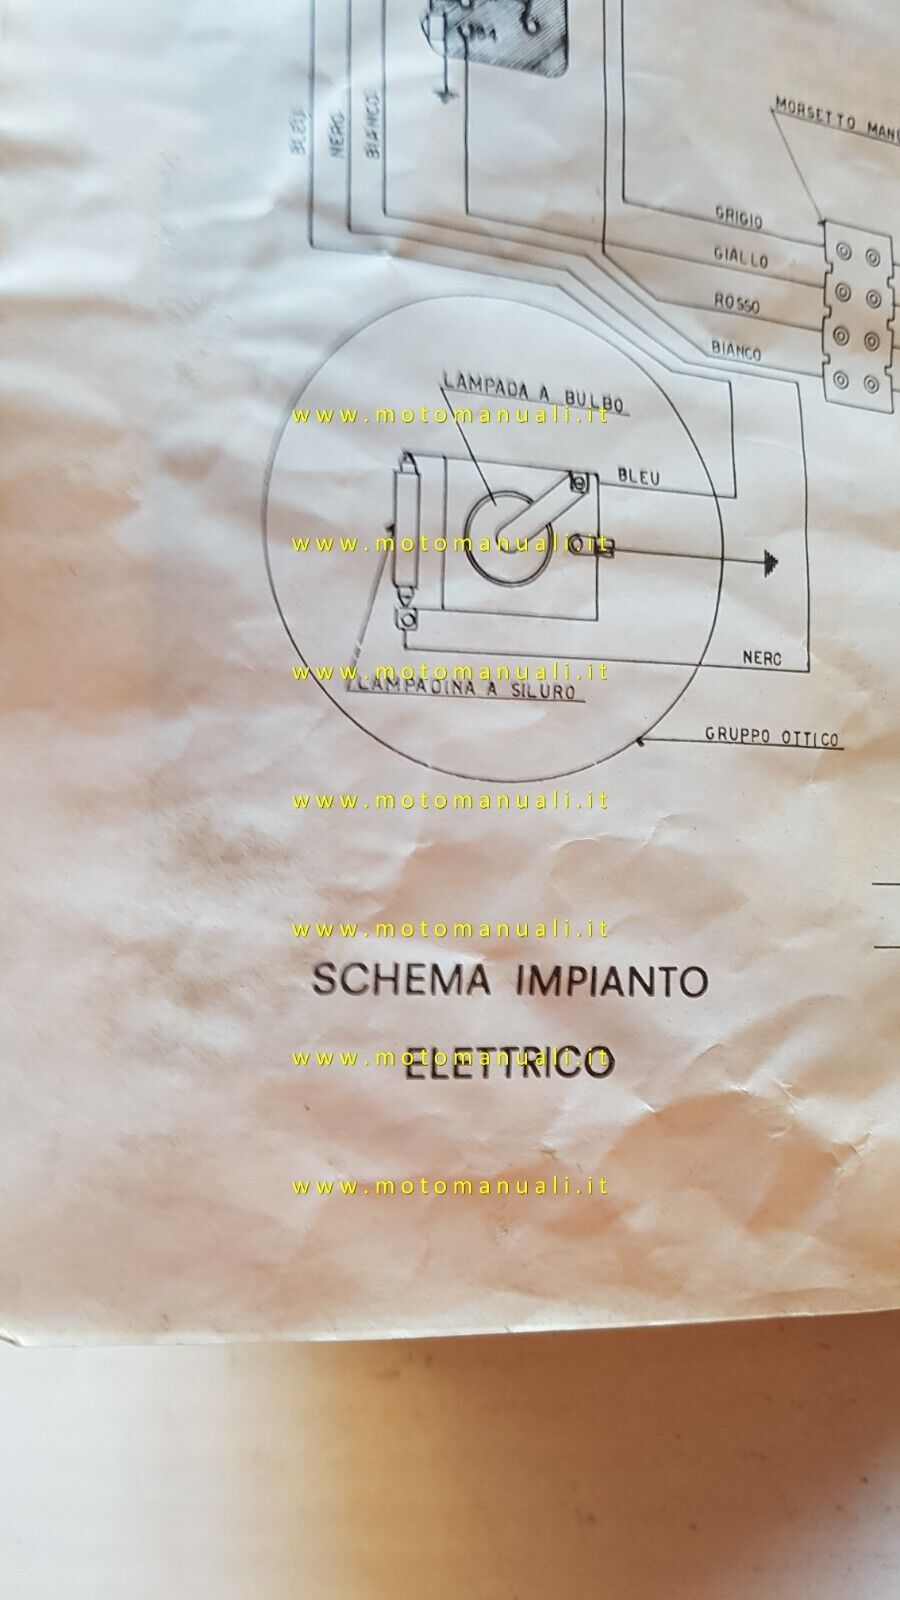 BLEU
NERO
BIANCO
MORSETTO
GRIGIO
GIALLO
ROSSO
BIANCO
LAMPADA A BULBO
www.motomanuali.it
BLEU
www.motomanuali.it
NERO
www.motomanuali.it
LAMPADINA A SILURO
GRUPPO OTTICO
www.motomanuali.it
www.motomanuali.it
SCHEMA IMPIANTO
www.motomanuali.it
ELETTRICO
www.motomanuali.it